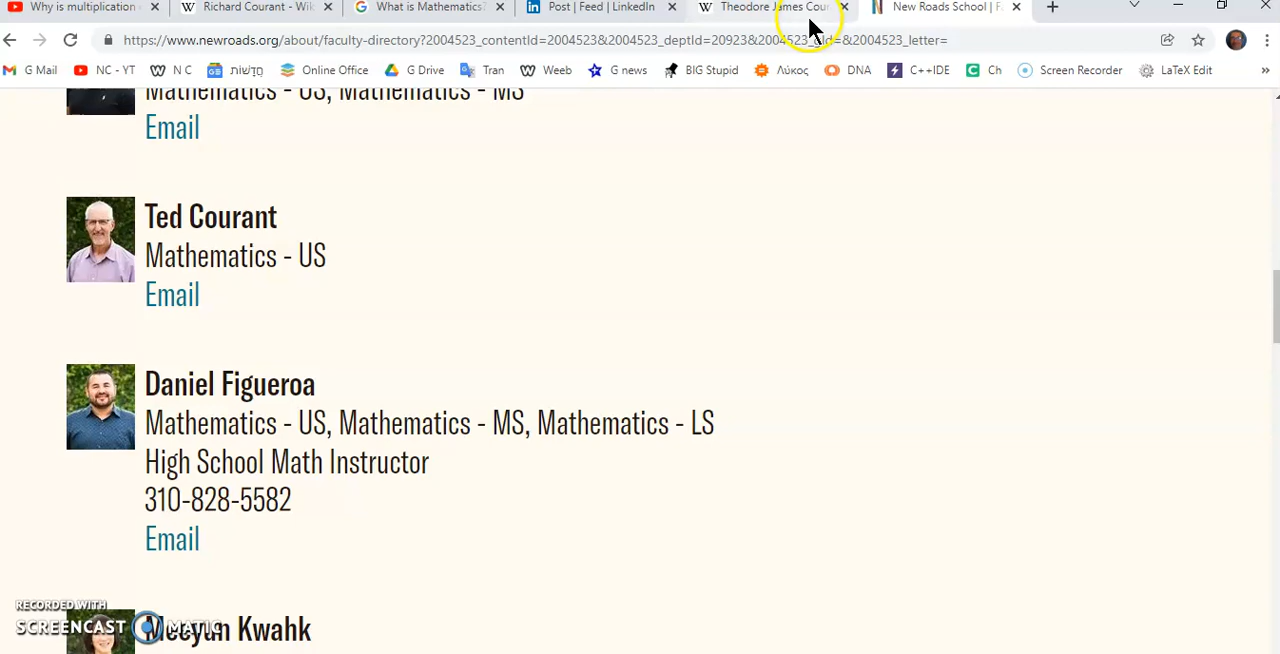 Why is multiplication
Richard Courant - Wik
What is Mathematics?
Post | Feed | LinkedIn
Theodore James Cour
New Roads School | Fa
https://www.newroads.org/about/faculty-directory?2004523_contentId=2004523&2004523_deptId=20923&2004523_gId=&2004523_letter=
G Mail
NC - YT
N C
חֲדָשׁוֹת
Online Office
G Drive
Tran
Weeb
G news
BIG Stupid
Λύκος
DNA
C++IDE
Ch
Screen Recorder
LaTeX Edit
»
Mathematics - US, Mathematics - MS
Email
Ted Courant
Mathematics - US
Email
Daniel Figueroa
Mathematics - US, Mathematics - MS, Mathematics - LS
High School Math Instructor
310-828-5582
Email
Meeyun Kwahk
RECORDED WITH
SCREENCAST MATIC